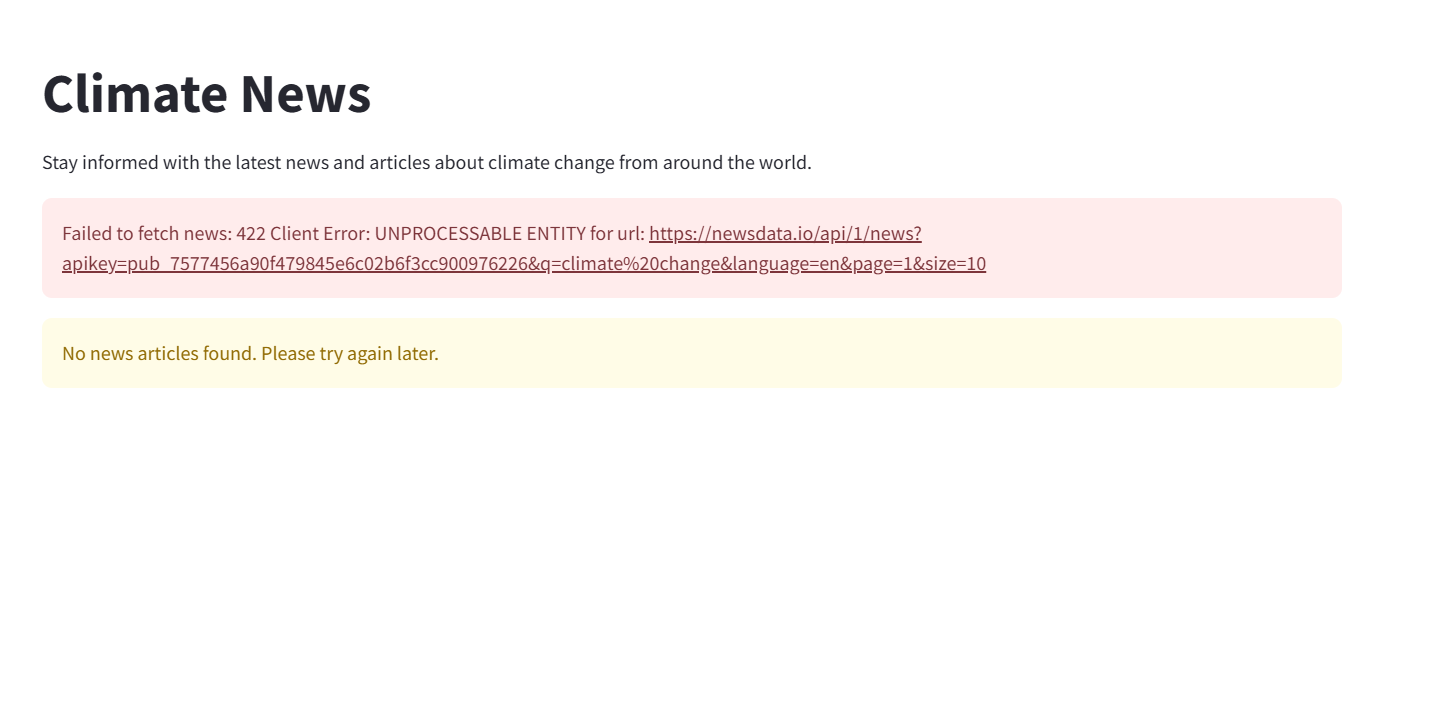 Climate News
Stay informed with the latest news and articles about climate change from around the world.
Failed to fetch news: 422 Client Error: UNPROCESSABLE ENTITY for url: https://newsdata.io/api/1/news?
apikey=pub_7577456a90f479845e6c02b6f3cc900976226&q=climate%20change&language=en&page=1&size=10
No news articles found. Please try again later.